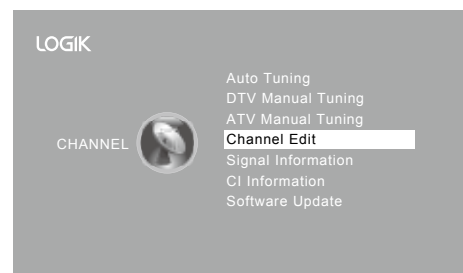 LOGIK
CHANNEL
Auto Tuning
DTV Manual Tuning
ATV Manual Tuning
Channel Edit
Signal Information
CI Information
Software Update